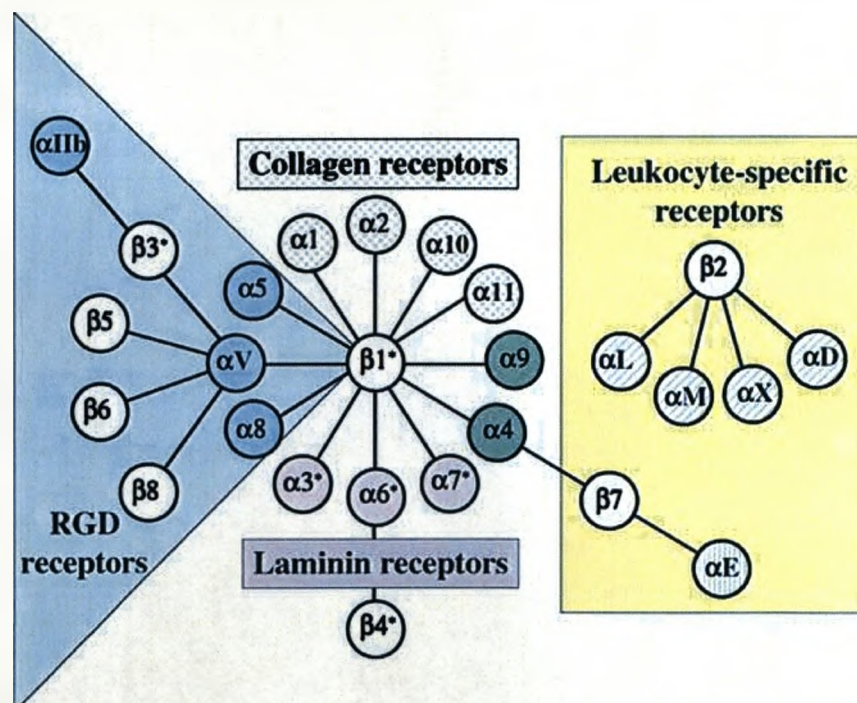 αIIb
Collagen receptors
Leukocyte-specific
receptors
β3*
α1
α2
α10
β2
α5
α11
β5
αV
β1*
α9
αL
αM
αX
αD
β6
α8
α4
β8
α3*
α6*
α7*
β7
RGD
receptors
Laminin receptors
αE
β4*